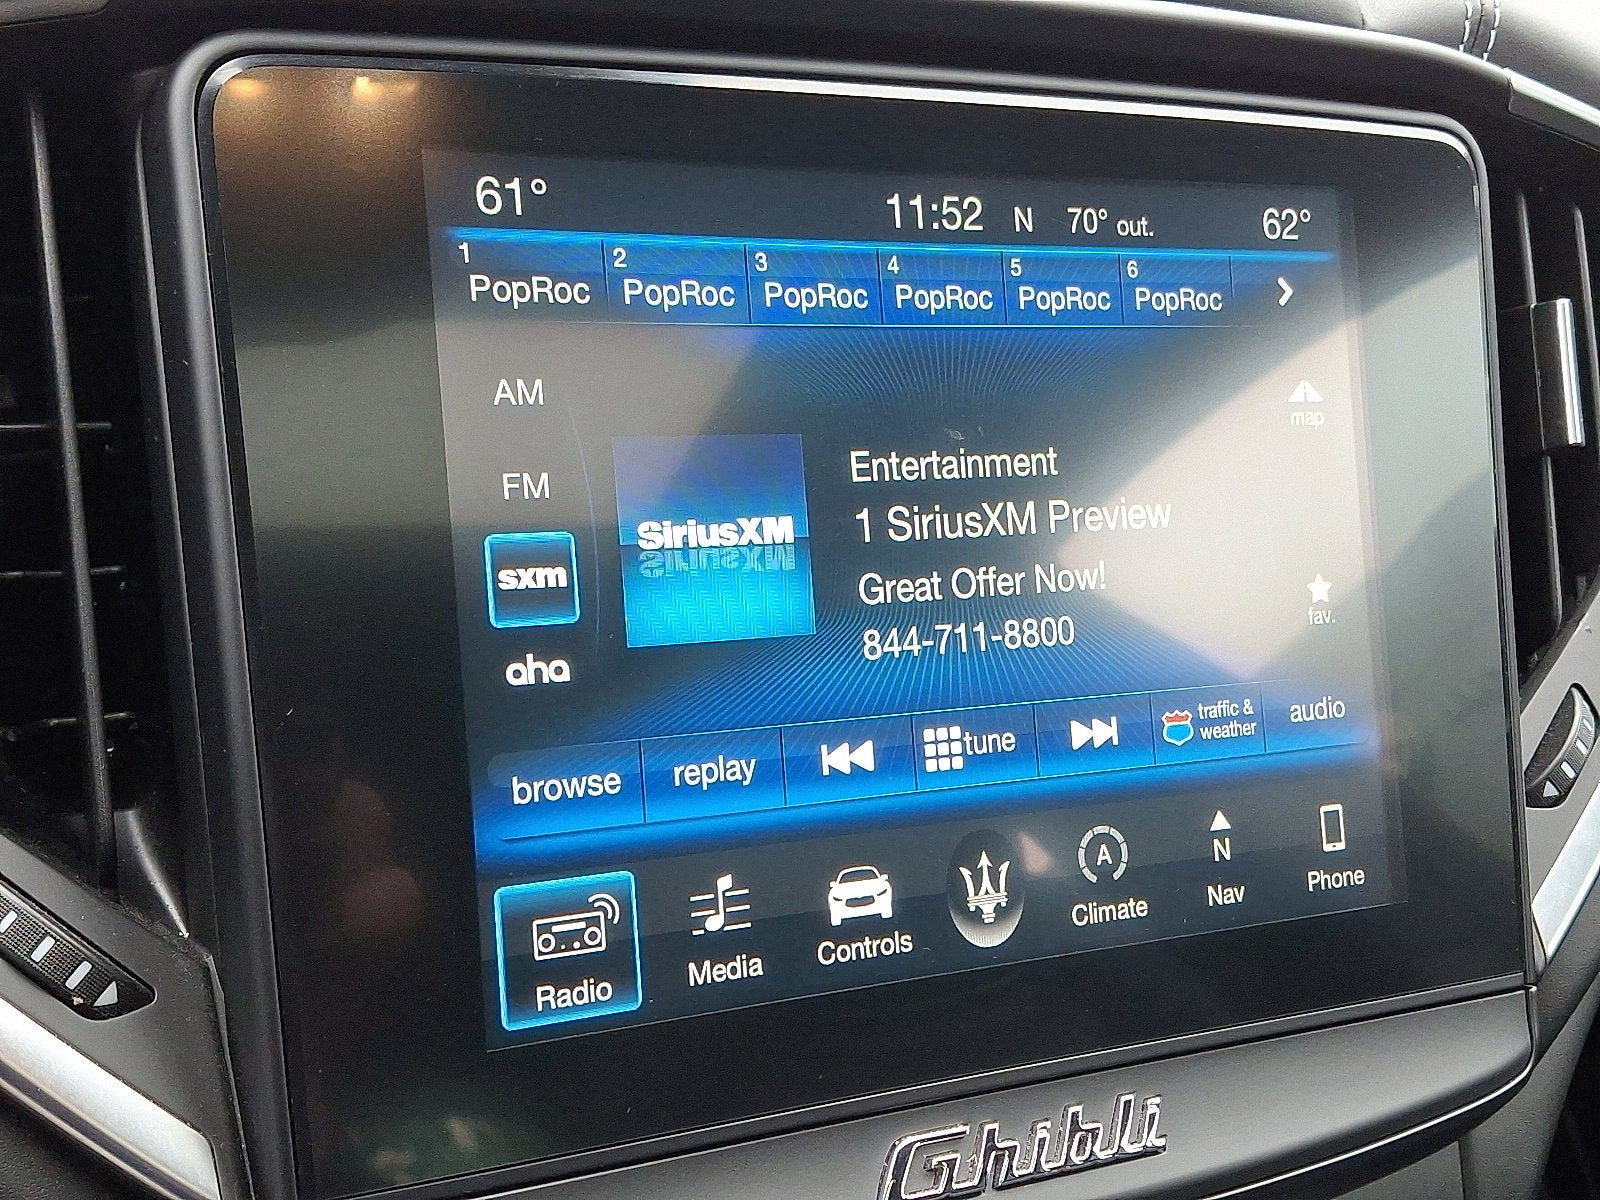 61° 11:52 N 70° out. 62°
1 2 3 4 5 6
PopRoc PopRoc PopRoc PopRoc PopRoc PopRoc
AM
FM
sxm
aha
SiriusXM
Entertainment
1 SiriusXM Preview
Great Offer Now!
844-711-8800
map
fav.
browse replay tune traffic & weather audio
Radio Media Controls A Climate N Nav Phone
Ghibli